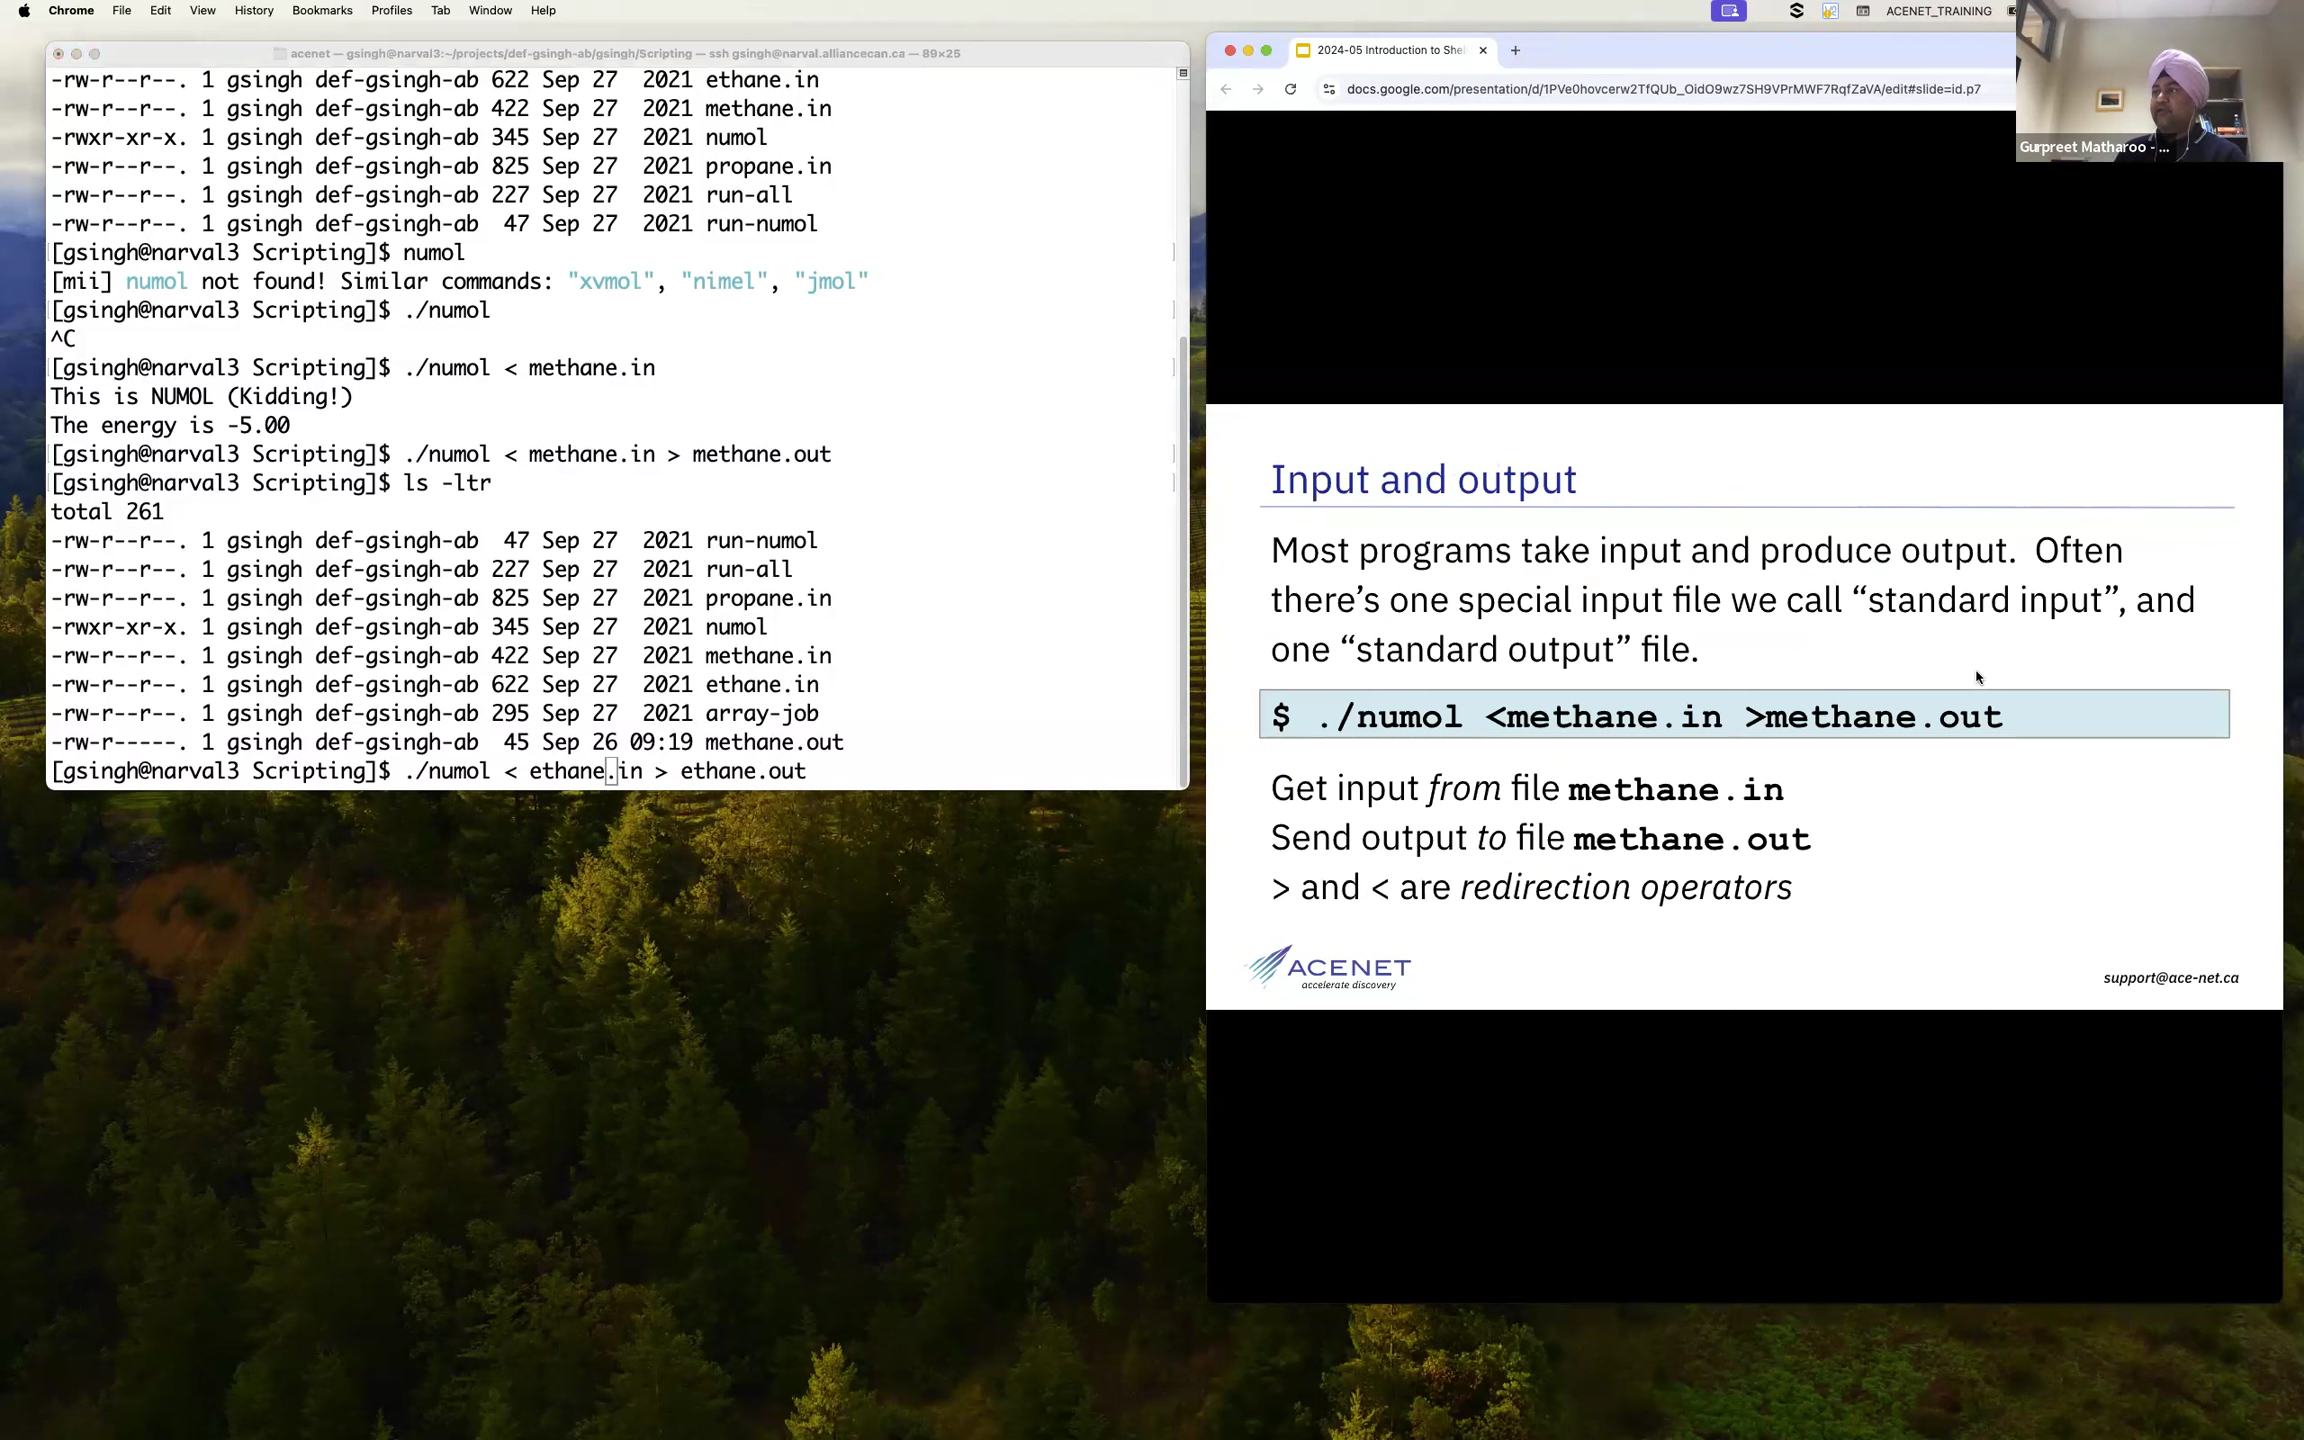 Chrome File Edit View History Bookmarks Profiles Tab Window Help
ACENET_TRAINING
acenet — gsingh@narval3:~/projects/def-gsingh-ab/gsingh/Scripting — ssh gsingh@narval.alliancecan.ca — 89×25
-rw-r--r--. 1 gsingh def-gsingh-ab 622 Sep 27  2021 ethane.in
-rw-r--r--. 1 gsingh def-gsingh-ab 422 Sep 27  2021 methane.in
-rwxr-xr-x. 1 gsingh def-gsingh-ab 345 Sep 27  2021 numol
-rw-r--r--. 1 gsingh def-gsingh-ab 825 Sep 27  2021 propane.in
-rw-r--r--. 1 gsingh def-gsingh-ab 227 Sep 27  2021 run-all
-rw-r--r--. 1 gsingh def-gsingh-ab  47 Sep 27  2021 run-numol
[gsingh@narval3 Scripting]$ numol
[mii] numol not found! Similar commands: "xvmol", "nimel", "jmol"
[gsingh@narval3 Scripting]$ ./numol
^C
[gsingh@narval3 Scripting]$ ./numol < methane.in
This is NUMOL (Kidding!)
The energy is -5.00
[gsingh@narval3 Scripting]$ ./numol < methane.in > methane.out
[gsingh@narval3 Scripting]$ ls -ltr
total 261
-rw-r--r--. 1 gsingh def-gsingh-ab  47 Sep 27  2021 run-numol
-rw-r--r--. 1 gsingh def-gsingh-ab 227 Sep 27  2021 run-all
-rw-r--r--. 1 gsingh def-gsingh-ab 825 Sep 27  2021 propane.in
-rwxr-xr-x. 1 gsingh def-gsingh-ab 345 Sep 27  2021 numol
-rw-r--r--. 1 gsingh def-gsingh-ab 422 Sep 27  2021 methane.in
-rw-r--r--. 1 gsingh def-gsingh-ab 622 Sep 27  2021 ethane.in
-rw-r--r--. 1 gsingh def-gsingh-ab 295 Sep 27  2021 array-job
-rw-r-----. 1 gsingh def-gsingh-ab  45 Sep 26 09:19 methane.out
[gsingh@narval3 Scripting]$ ./numol < ethane.in > ethane.out
2024-05 Introduction to She
docs.google.com/presentation/d/1PVe0hovcerw2TfQUb_OidO9wz7SH9VPrMWF7RqfZaVA/edit#slide=id.p7
Gurpreet Matharoo - ...
Input and output
Most programs take input and produce output.  Often
there’s one special input file we call “standard input”, and
one “standard output” file.
$ ./numol <methane.in >methane.out
Get input from file methane.in
Send output to file methane.out
> and < are redirection operators
ACENET
accelerate discovery
support@ace-net.ca